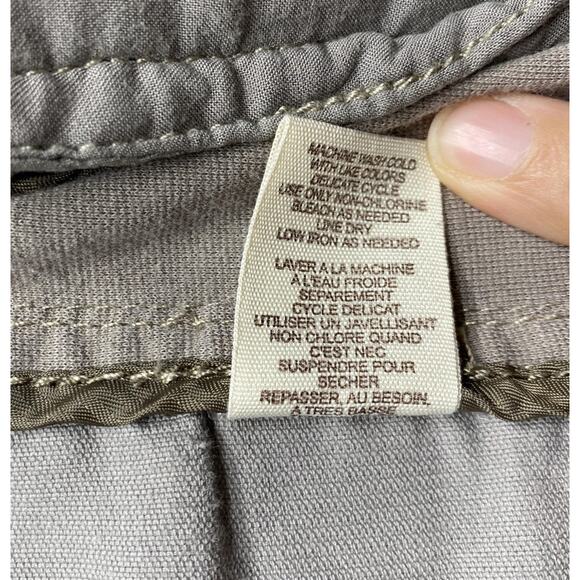 MACHINE WASH COLD
WITH LIKE COLORS
DELICATE CYCLE
USE ONLY NON-CHLORINE
BLEACH AS NEEDED
LINE DRY
LOW IRON AS NEEDED
LAVER A LA MACHINE
À L'EAU FROIDE
SEPAREMENT
CYCLE DELICAT
UTILISER UN JAVELLISANT
NON CHLORE QUAND
C'EST NEC
SUSPENDRE POUR
SECHER
REPASSER, AU BESOIN,
À TRES BASSE